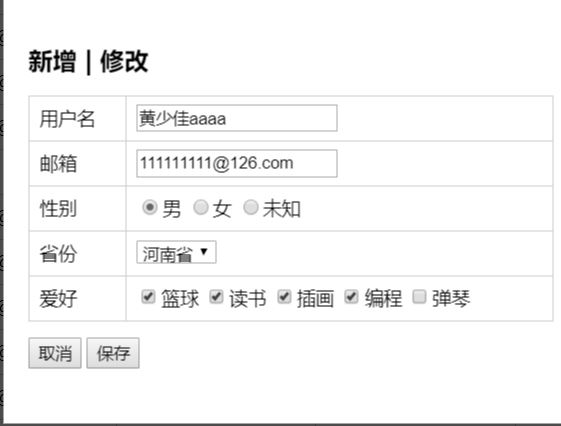 新增 | 修改
用户名 黄少佳aaaa
邮箱 111111111@126.com
性别 男 女 未知
省份 河南省
爱好 篮球 读书 插画 编程 弹琴
取消 保存